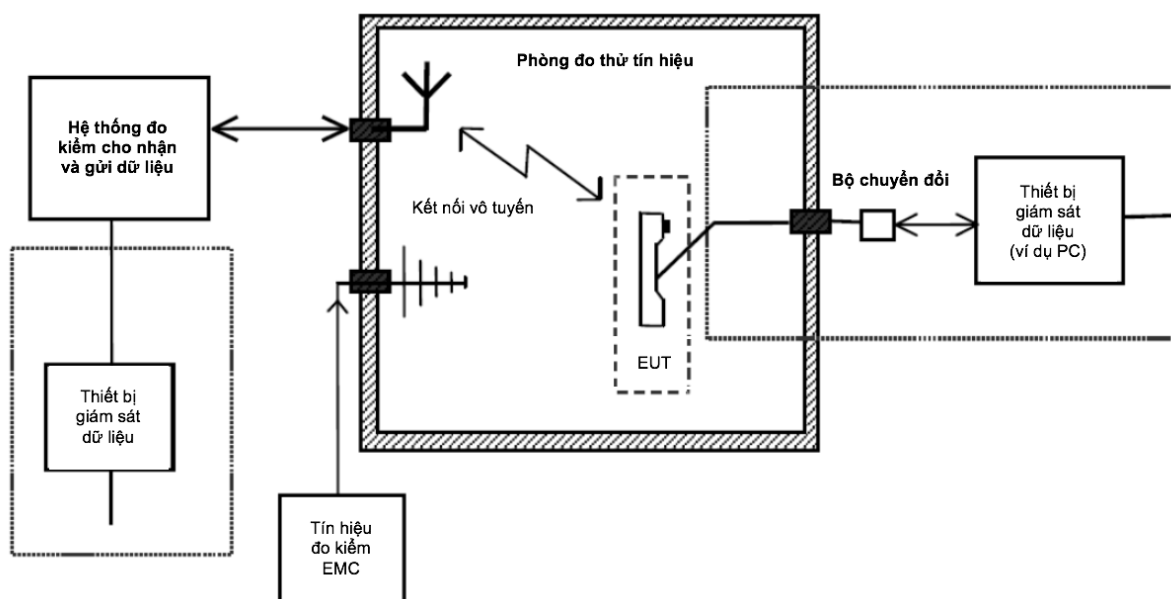 Phòng đo thử tín hiệu
Hệ thống đo
kiểm cho nhận
và gửi dữ liệu
Kết nối vô tuyến
Bộ chuyển đổi
Thiết bị
giám sát
dữ liệu
(ví dụ PC)
EUT
Thiết bị
giám sát
dữ liệu
Tín hiệu
đo kiểm
EMC